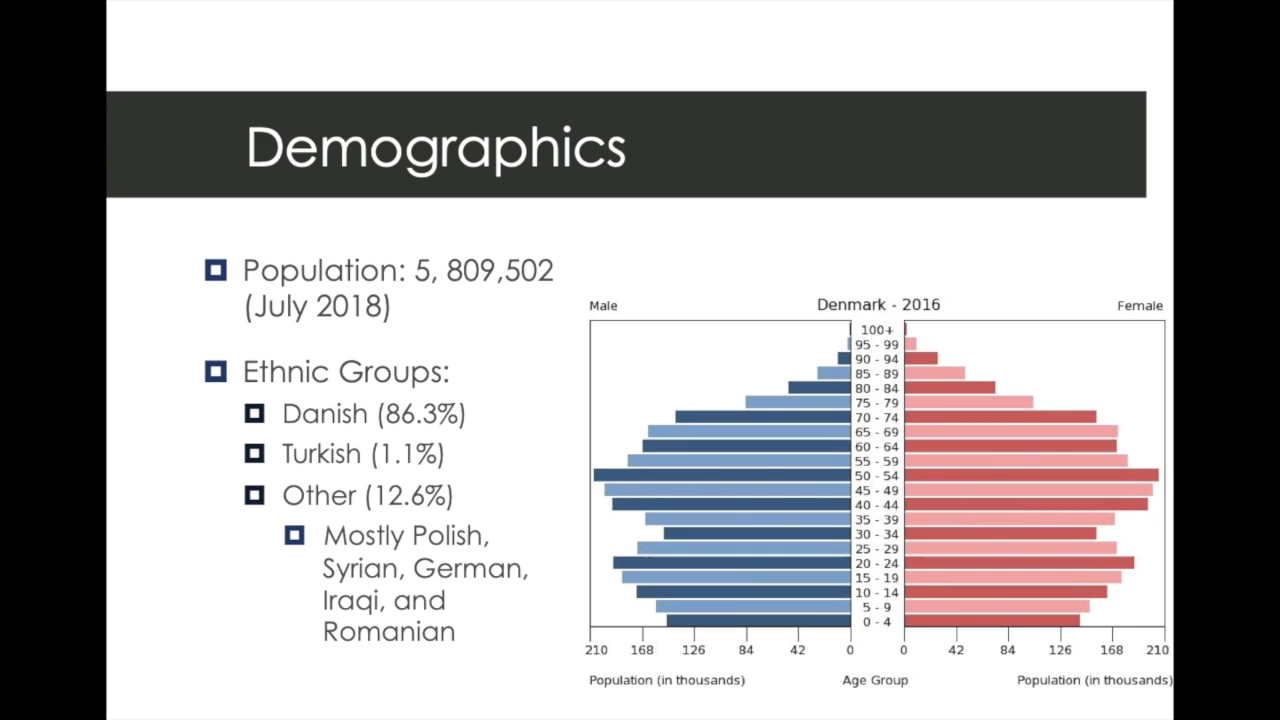 Demographics
Population: 5, 809,502
(July 2018)
Ethnic Groups:
Danish (86.3%)
Turkish (1.1%)
Other (12.6%)
Mostly Polish,
Syrian, German,
Iraqi, and
Romanian
Male Denmark - 2016 Female
100+
95 - 99
90 - 94
85 - 89
80 - 84
75 - 79
70 - 74
65 - 69
60 - 64
55 - 59
50 - 54
45 - 49
40 - 44
35 - 39
30 - 34
25 - 29
20 - 24
15 - 19
10 - 14
5 - 9
0 - 4
210 168 126 84 42 0 0 42 84 126 168 210
Population (in thousands) Age Group Population (in thousands)